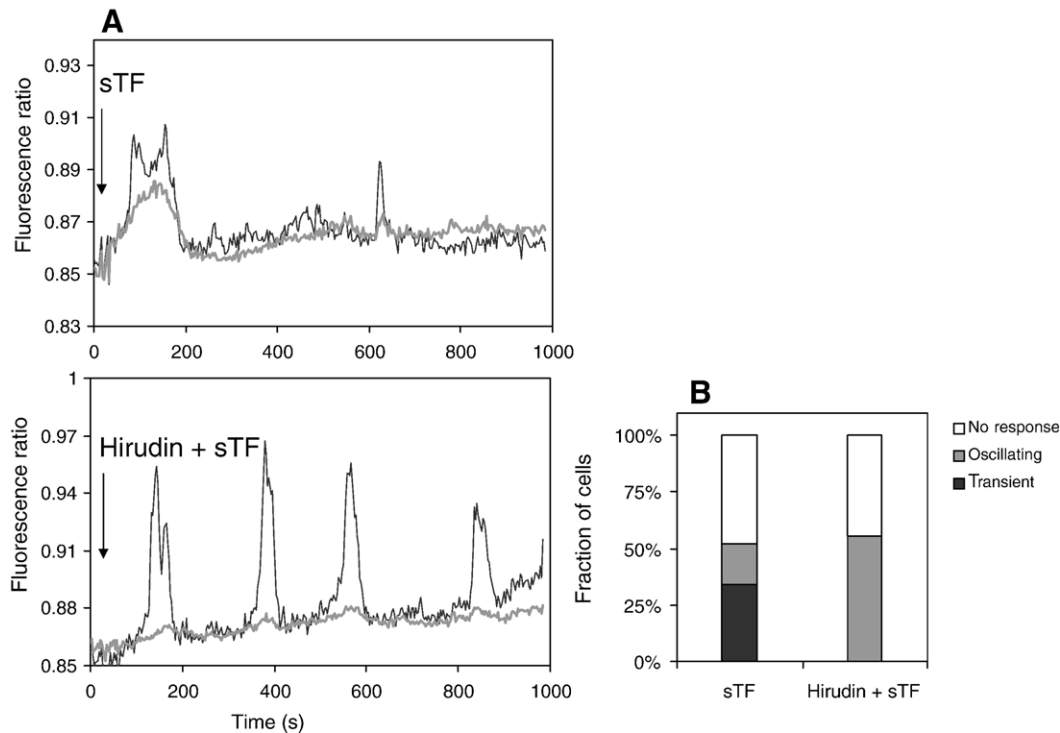 A
0.93
0.91
0.89
0.87
0.85
0.83
Fluorescence ratio
sTF
0 200 400 600 800 1000
1
0.97
0.94
0.91
0.88
0.85
Fluorescence ratio
Hirudin + sTF
0 200 400 600 800 1000
Time (s)
B
100%
75%
50%
25%
0%
Fraction of cells
sTF Hirudin + sTF
No response
Oscillating
Transient